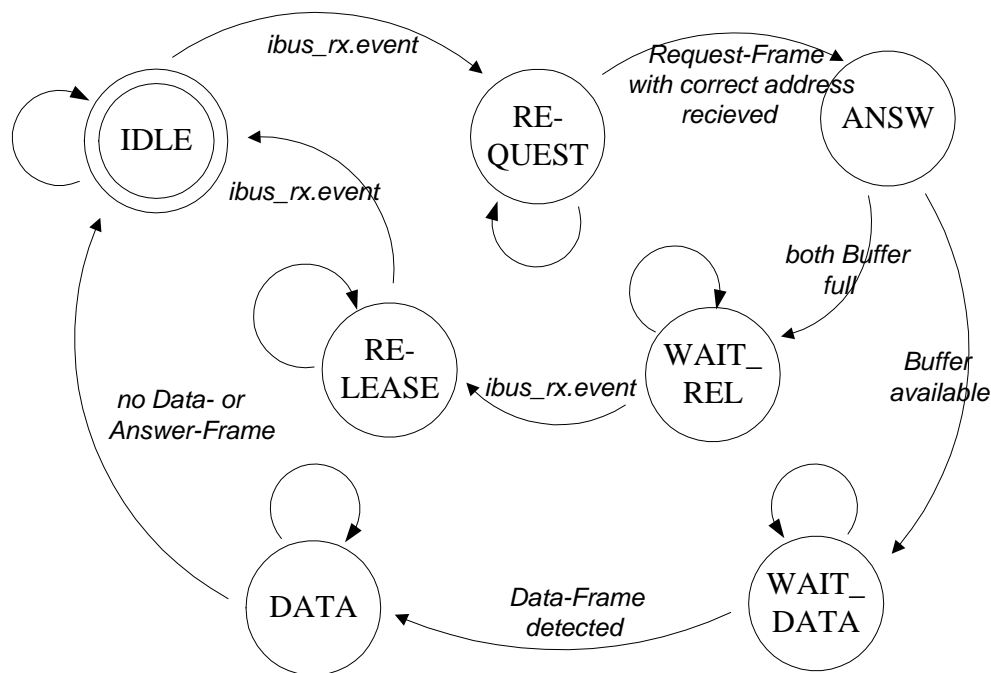 ibus_rx.event
Request-Frame
with correct address
recieved
IDLE
RE-
QUEST
ANSW
ibus_rx.event
both Buffer
full
RE-
LEASE
WAIT_
REL
ibus_rx.event
Buffer
available
no Data- or
Answer-Frame
DATA
Data-Frame
detected
WAIT_
DATA